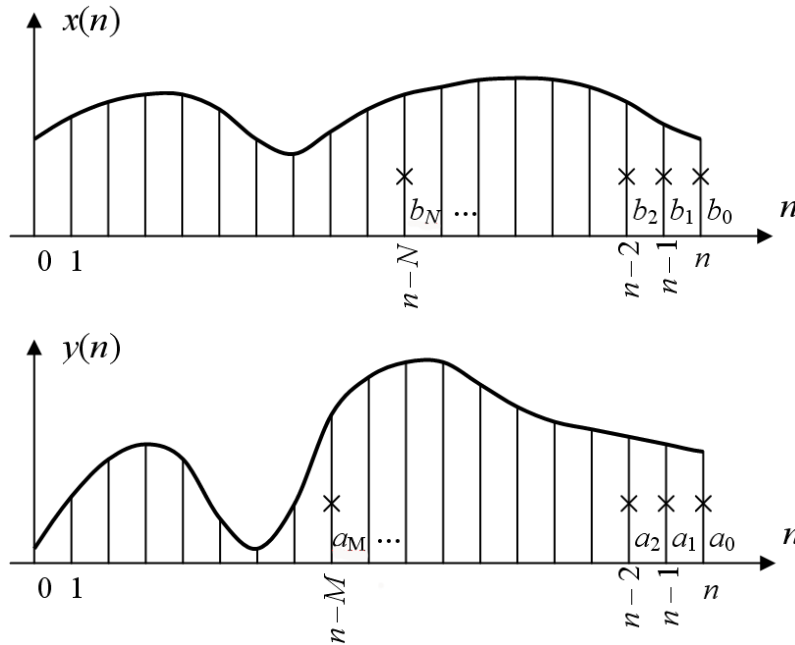 x(n)
b_N ... b_2 b_1 b_0 n
0 1 n–N n–2 n–1 n
y(n)
a_M ... a_2 a_1 a_0 n
0 1 n–M n–2 n–1 n